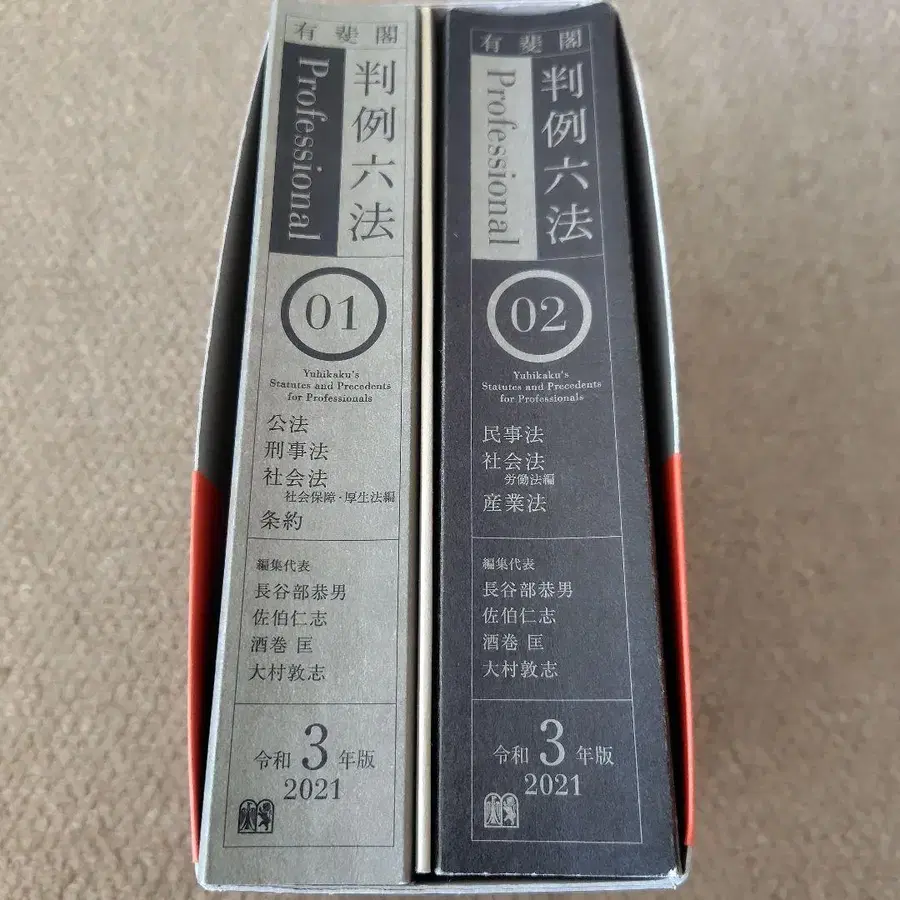 有斐閣
判例六法
Professional
01
Yuhikaku's
Statutes and Precedents
for Professionals
公法
刑事法
社会法
社会保障・厚生法編
条約
編集代表
長谷部恭男
佐伯仁志
酒巻 匡
大村敦志
令和3年版
2021
有斐閣
判例六法
Professional
02
Yuhikaku's
Statutes and Precedents
for Professionals
民事法
社会法
労働法編
産業法
編集代表
長谷部恭男
佐伯仁志
酒巻 匡
大村敦志
令和3年版
2021